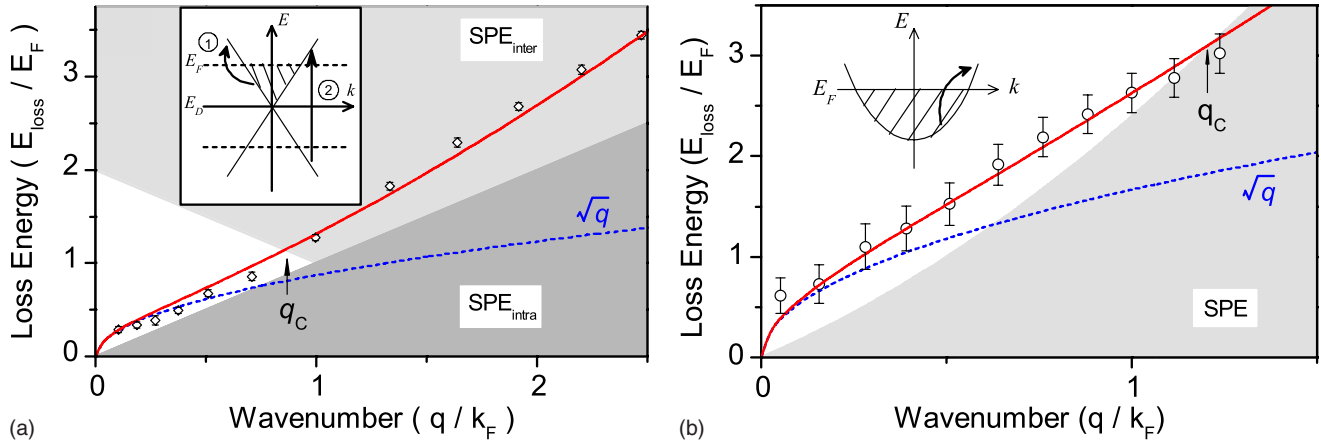 Loss Energy ( E_loss / E_F )
3
2
1
0
0
1
2
Wavenumber ( q / k_F )
(a)
SPE_inter
SPE_intra
√q
q_C
E
①
E_F
E_D
k
②
Loss Energy (E_loss / E_F)
3
2
1
0
0
1
Wavenumber (q / k_F)
(b)
E
E_F
k
q_C
√q
SPE